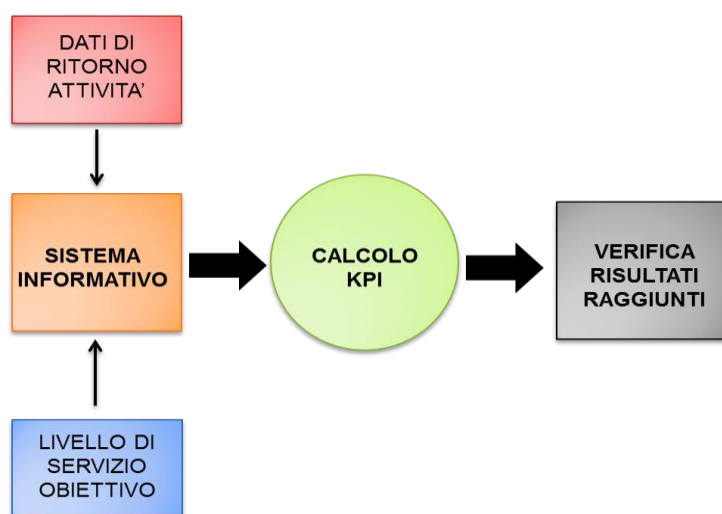 DATI DI
RITORNO
ATTIVITA'
SISTEMA
INFORMATIVO
CALCOLO
KPI
VERIFICA
RISULTATI
RAGGIUNTI
LIVELLO DI
SERVIZIO
OBIETTIVO